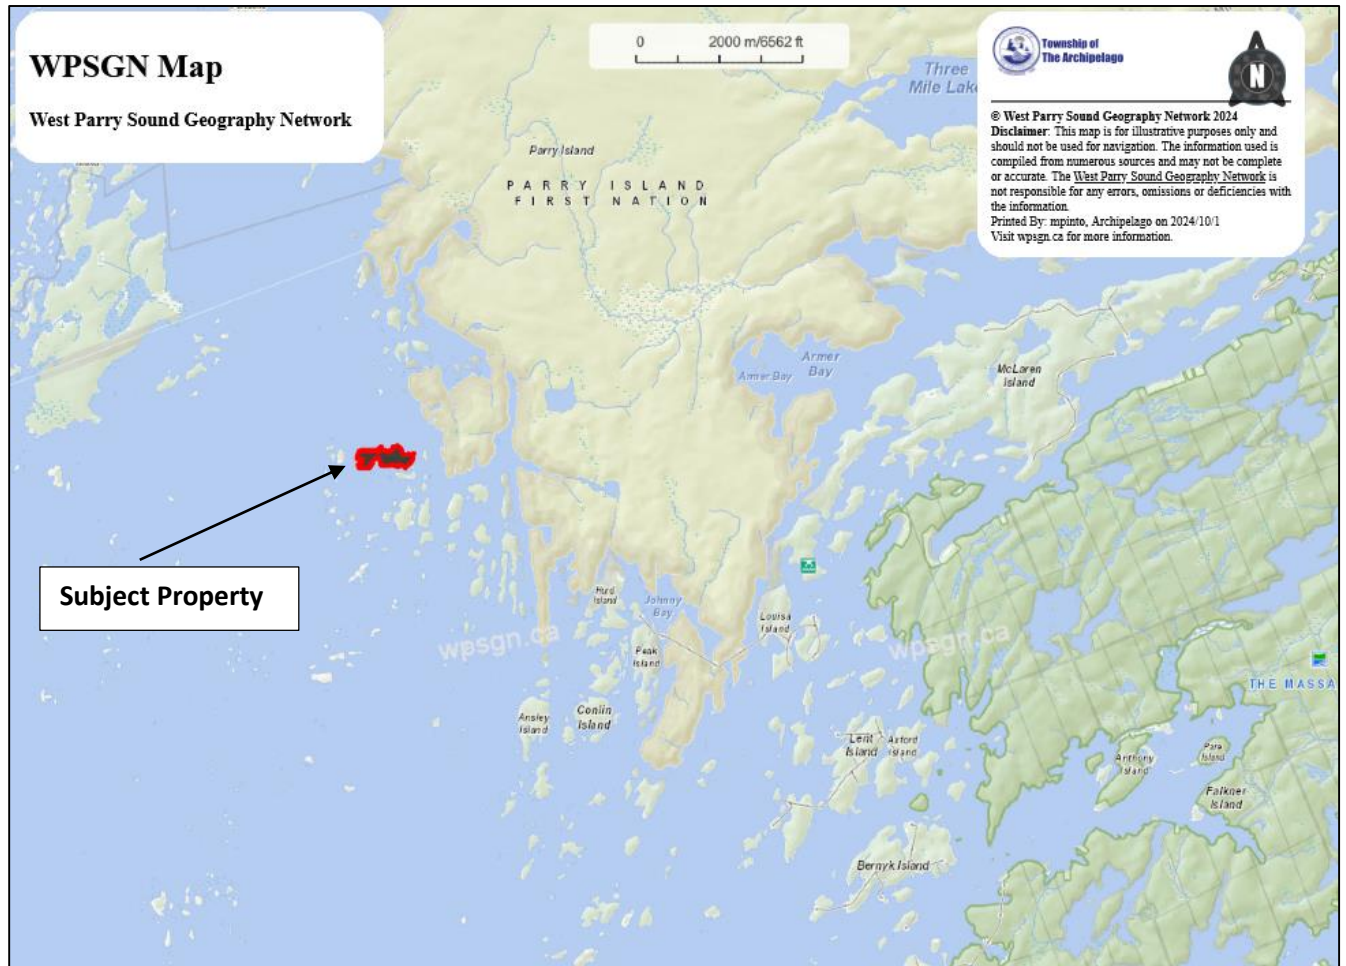 WPSGN Map
West Parry Sound Geography Network
0 2000 m/6562 ft
Township of
The Archipelago
N
© West Parry Sound Geography Network 2024
Disclaimer: This map is for illustrative purposes only and
should not be used for navigation. The information used is
compiled from numerous sources and may not be complete
or accurate. The West Parry Sound Geography Network is
not responsible for any errors, omissions or deficiencies with
the information.
Printed By: mpinto, Archipelago on 2024/10/1
Visit wpsgn.ca for more information.
Three
Mile Lake
Parry Island
PARRY ISLAND
FIRST NATION
Armer Bay
Armer
Bay
McLaren
Island
Subject Property
Hurd
Island
Johnny
Bay
Louisa
Island
wpsgn.ca
wpsgn.ca
Peak
Island
THE MASSA
Ansley
Island
Conlin
Island
Lent
Island
Axford
Island
Anthony
Island
Para
Island
Falkner
Island
Bernyk Island